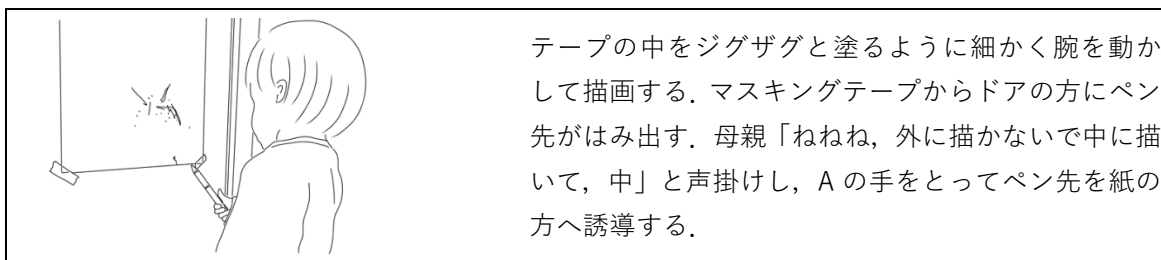 テープの中をジグザグと塗るように細かく腕を動か
して描画する．マスキングテープからドアの方にペン
先がはみ出す．母親「ねねね，外に描かないで中に描
いて，中」と声掛けし，A の手をとってペン先を紙の
方へ誘導する．